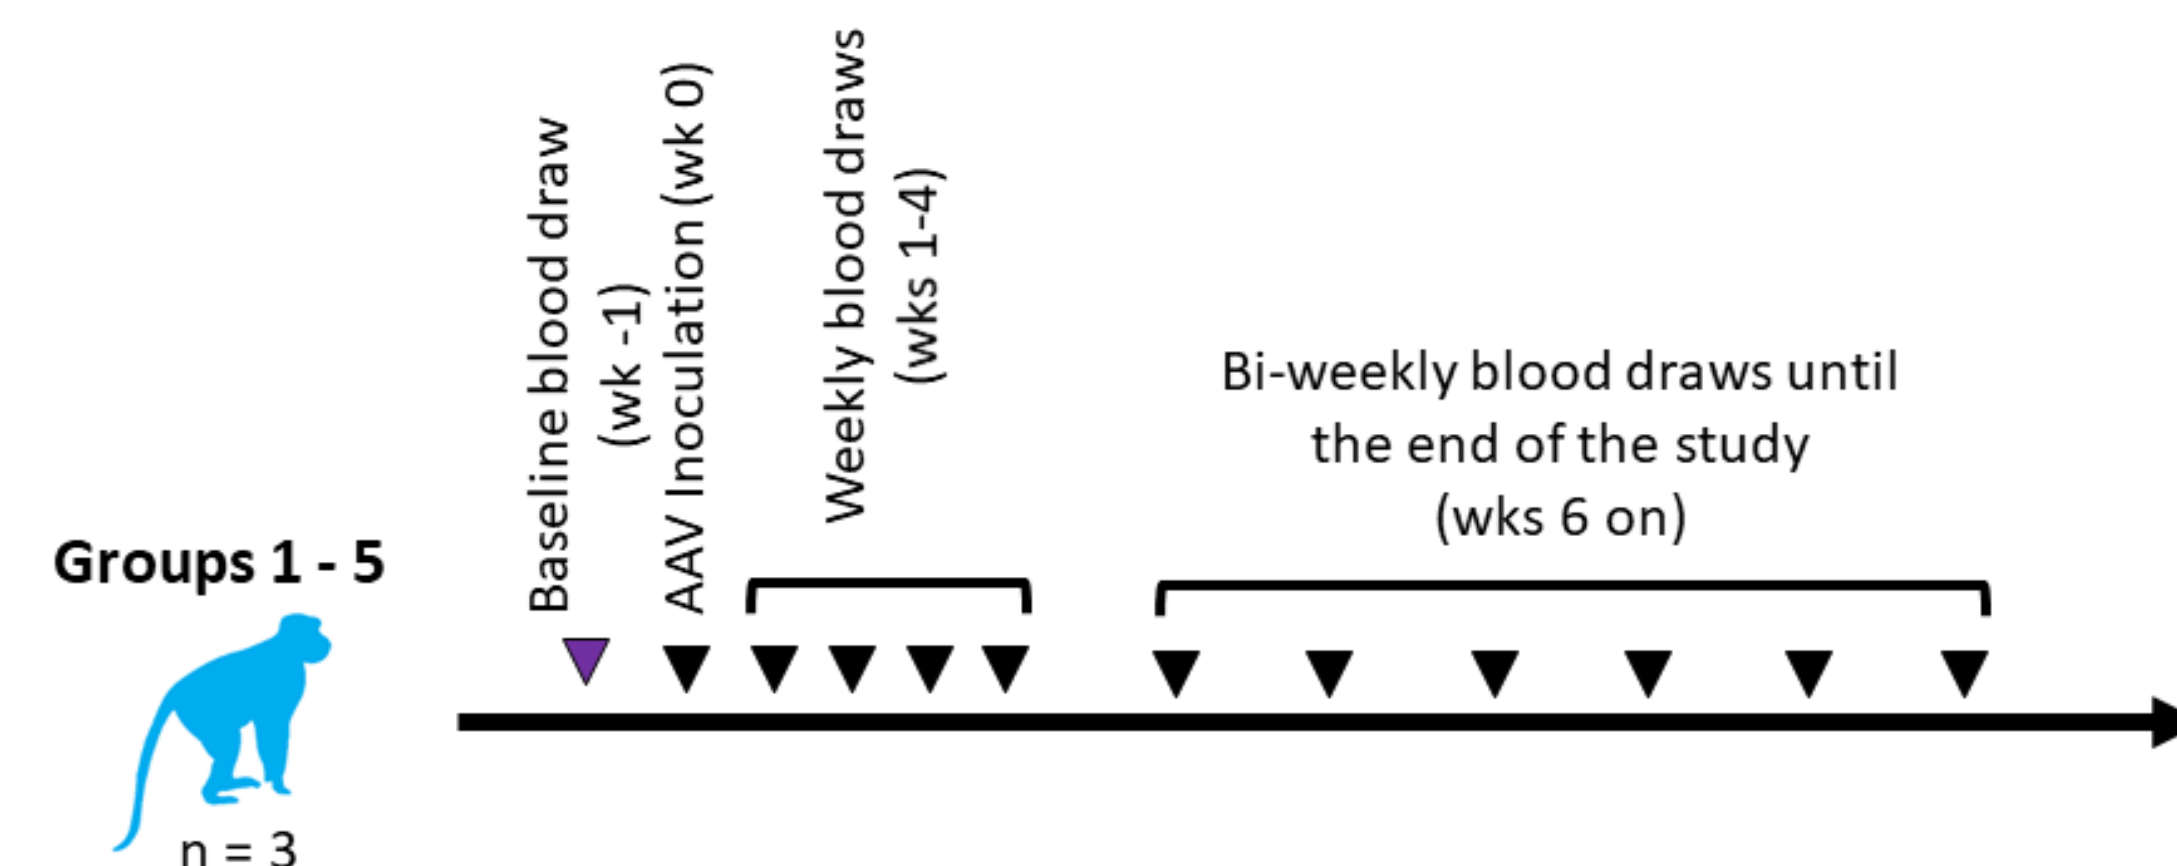 Baseline blood draw
(wk -1)
AAV Inoculation (wk 0)
Weekly blood draws
(wks 1-4)
Bi-weekly blood draws until
the end of the study
(wks 6 on)
Groups 1 - 5
n = 3